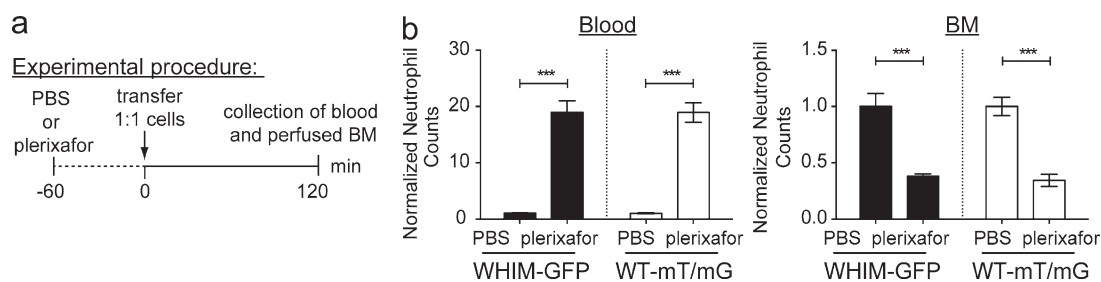 a
Experimental procedure:
PBS
or
plerixafor
transfer
1:1 cells
collection of blood
and perfused BM
min
-60
0
120
b
Blood
Normalized Neutrophil
Counts
30
20
10
0
***
***
PBS plerixafor
PBS plerixafor
WHIM-GFP
WT-mT/mG
BM
Normalized Neutrophil
Counts
1.5
1.0
0.5
0.0
***
***
PBS plerixafor
PBS plerixafor
WHIM-GFP
WT-mT/mG